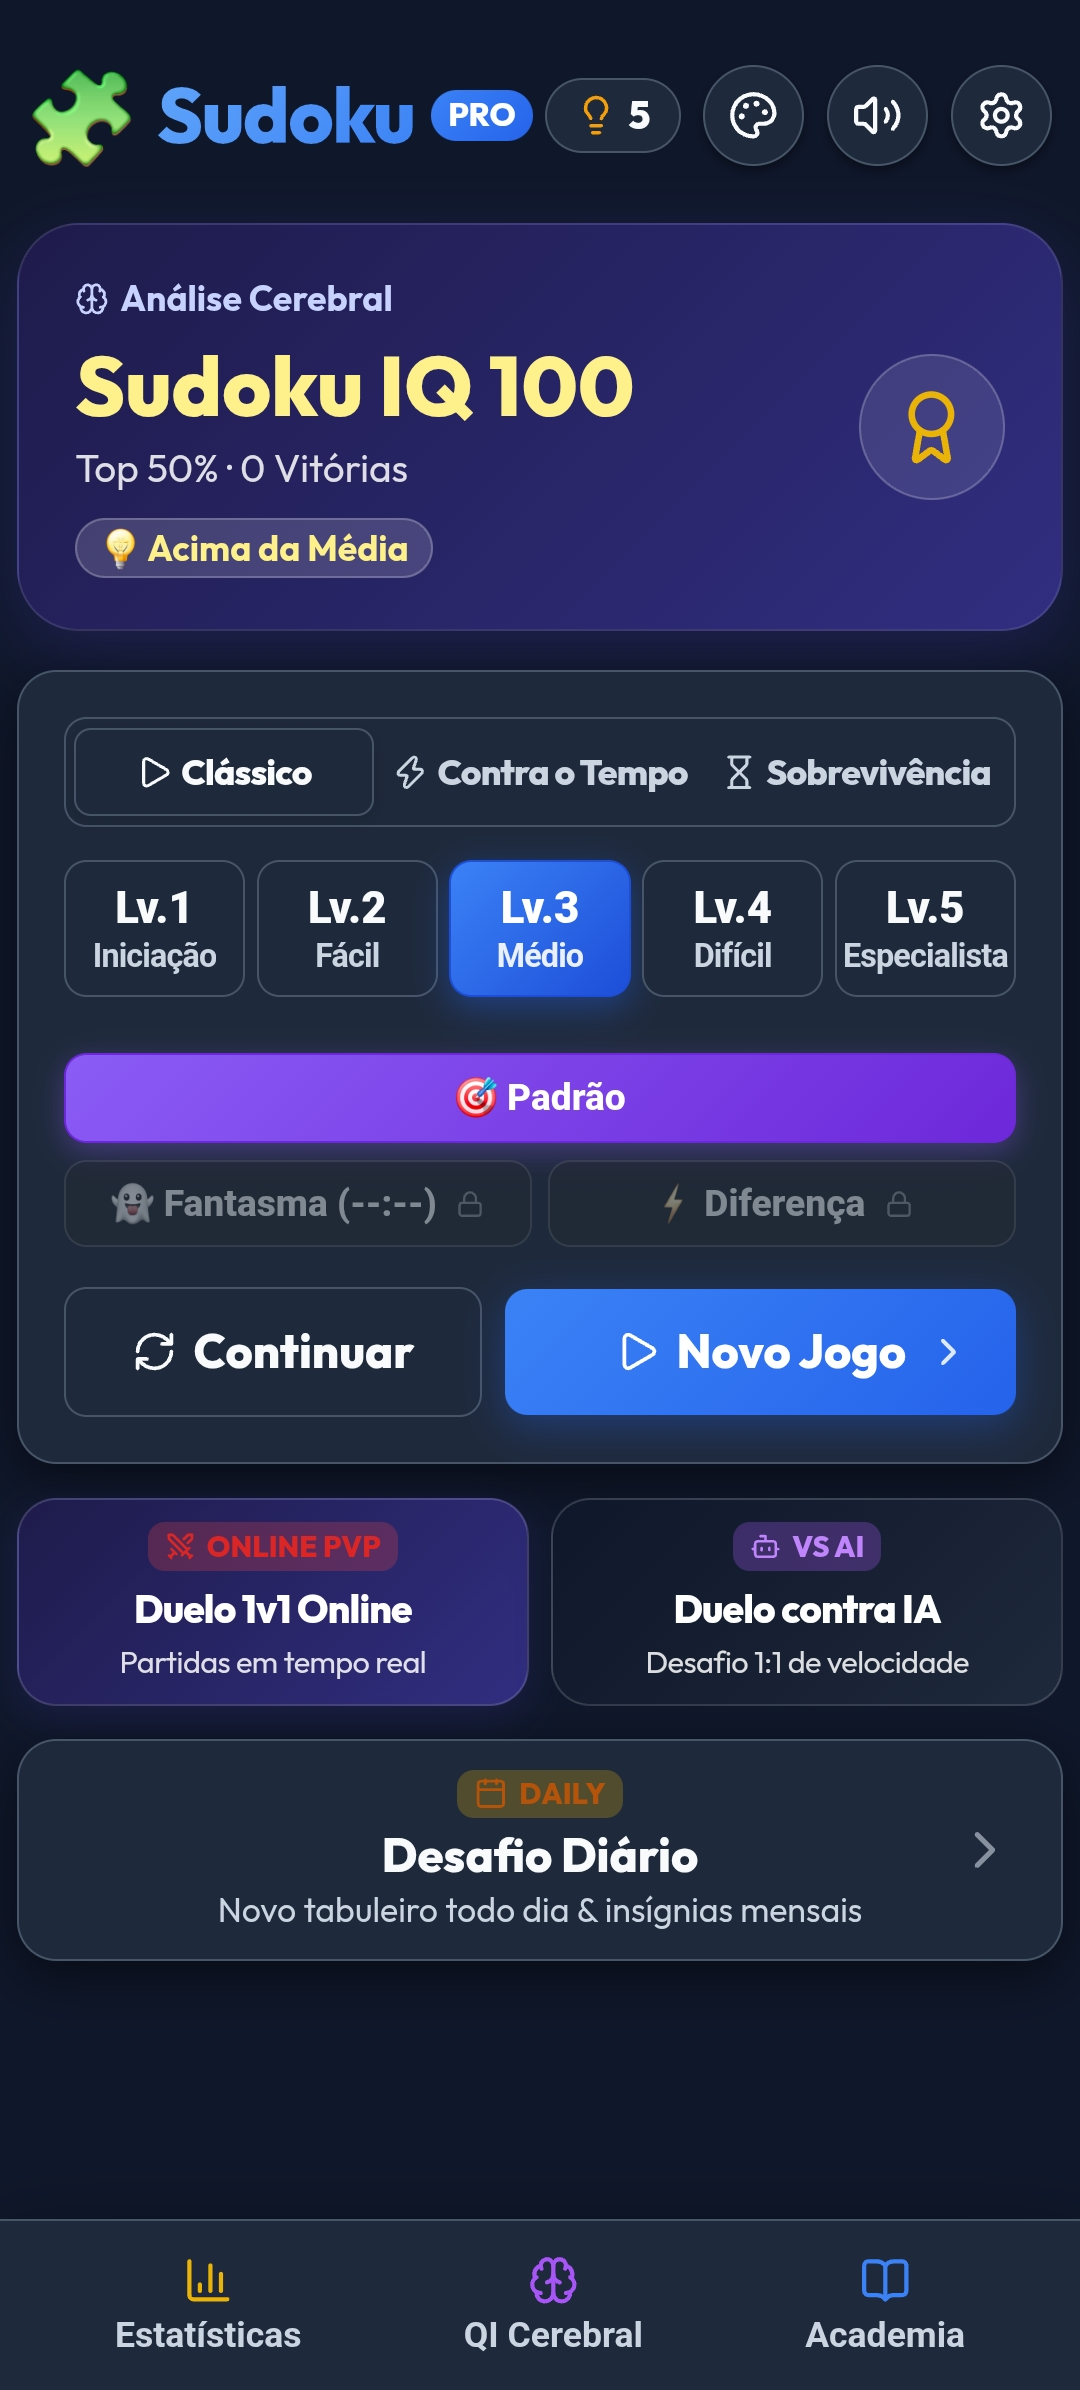 Sudoku PRO 5
Análise Cerebral
Sudoku IQ 100
Top 50% · 0 Vitórias
Acima da Média
Clássico Contra o Tempo Sobrevivência
Lv.1 Lv.2 Lv.3 Lv.4 Lv.5
Iniciação Fácil Médio Difícil Especialista
Padrão
Fantasma (--:--) Diferença
Continuar Novo Jogo
ONLINE PVP
Duelo 1v1 Online
Partidas em tempo real
VS AI
Duelo contra IA
Desafio 1:1 de velocidade
DAILY
Desafio Diário
Novo tabuleiro todo dia & insígnias mensais
Estatísticas QI Cerebral Academia